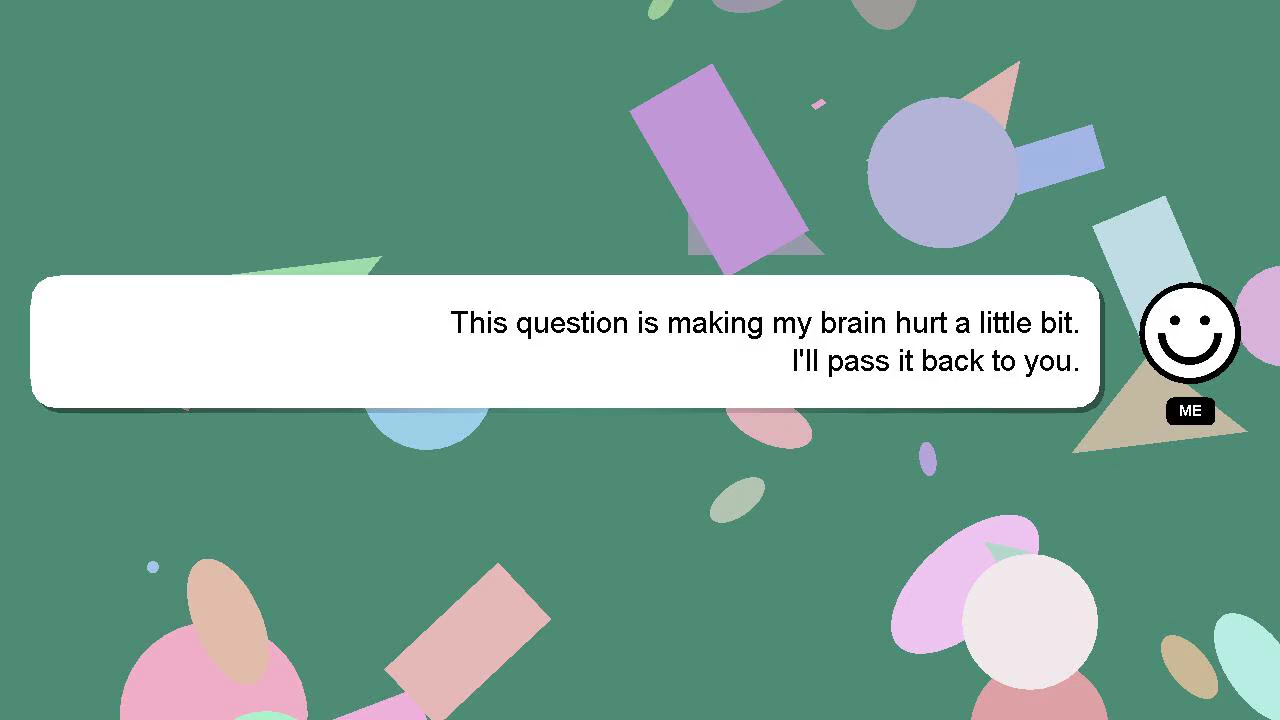 This question is making my brain hurt a little bit.
I'll pass it back to you.
ME